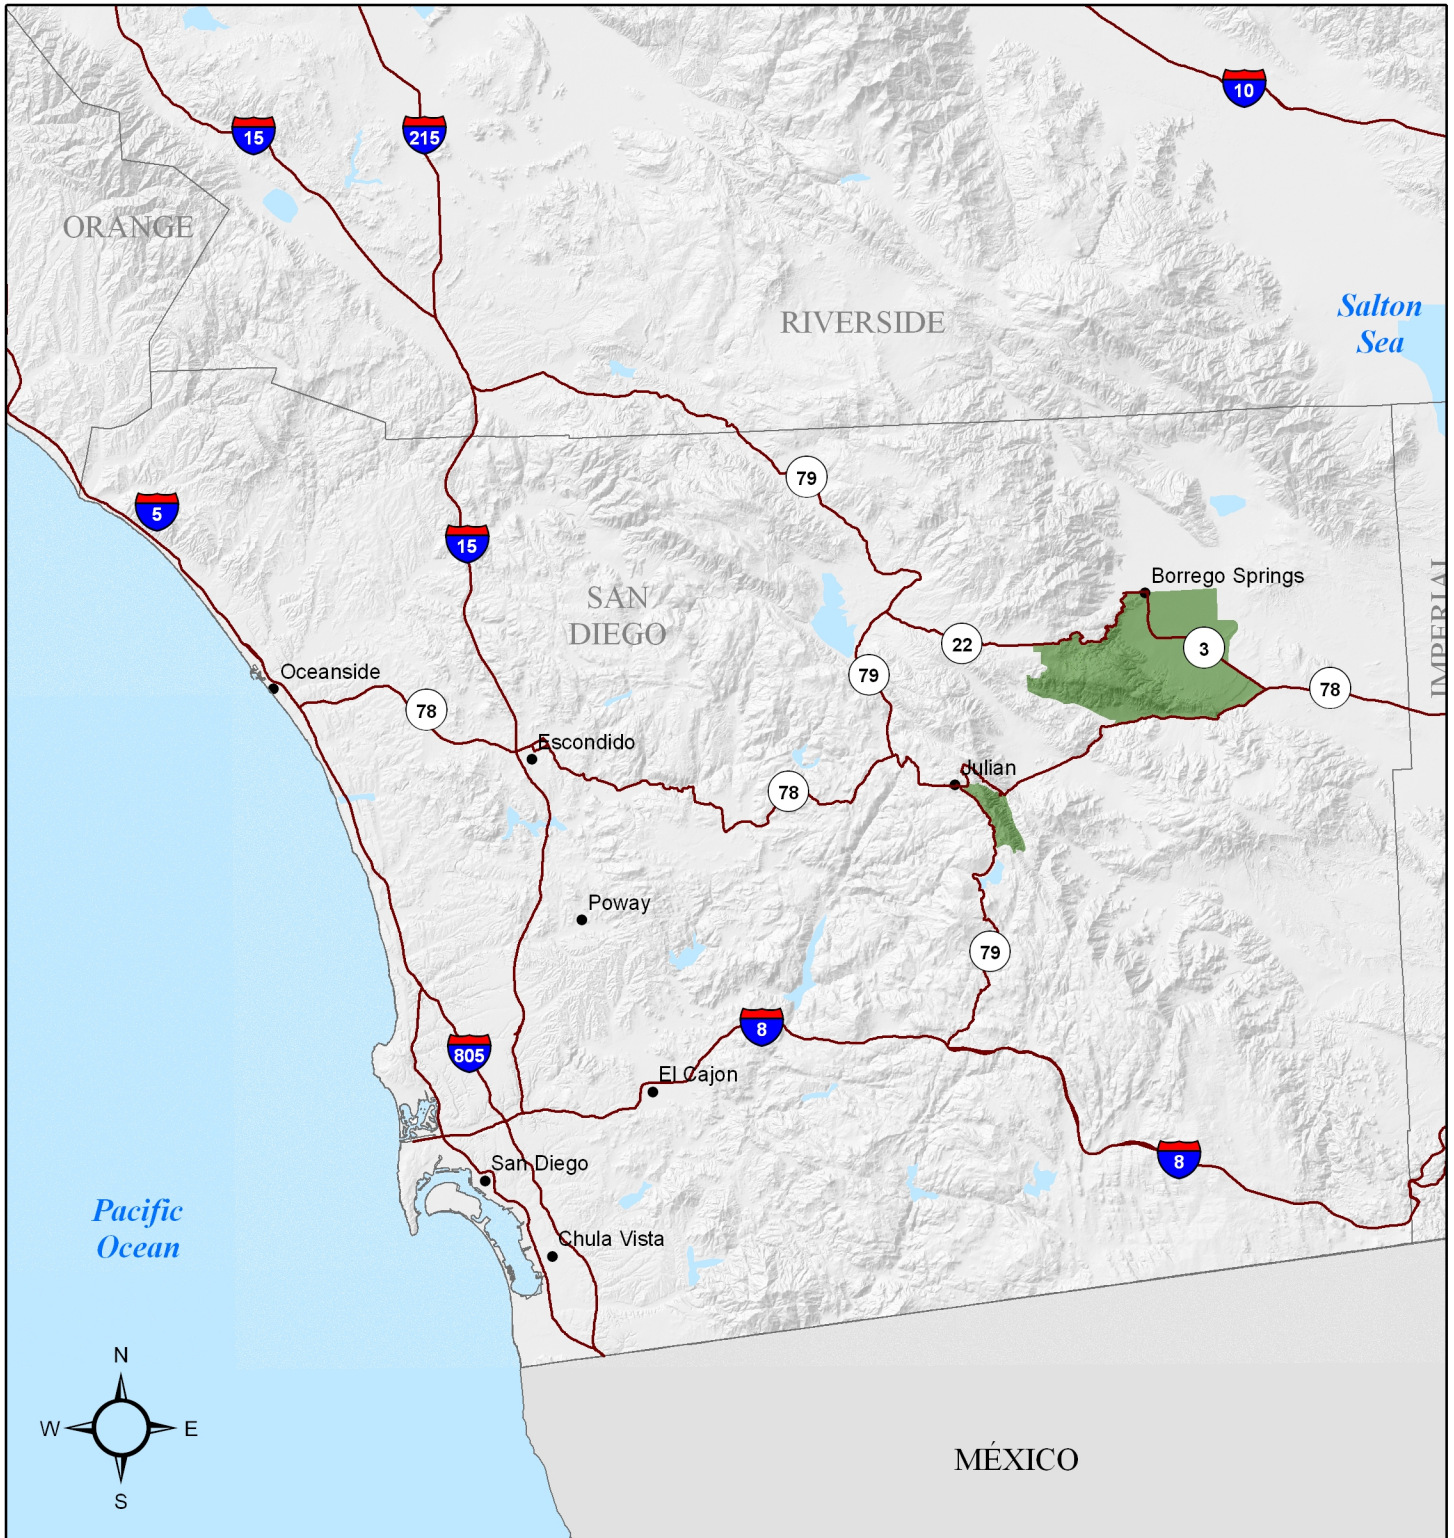 10
15
215
ORANGE
Salton
Sea
RIVERSIDE
79
5
15
Borrego Springs
IMPERIAL
SAN
DIEGO
22
3
Oceanside
79
78
78
Escondido
Julian
78
Poway
79
8
805
El Cajon
San Diego
8
Pacific
Ocean
Chula Vista
N
W
E
S
MÉXICO